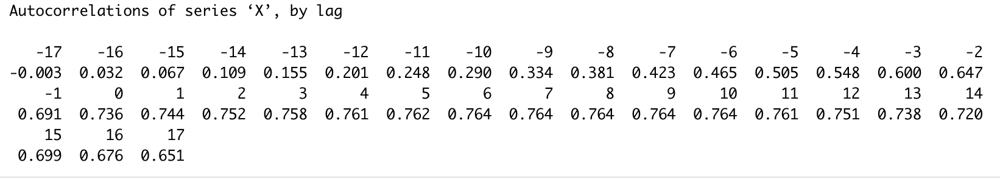 Autocorrelations of series ‘X’, by lag
-17 -16 -15 -14 -13 -12 -11 -10 -9 -8 -7 -6 -5 -4 -3 -2
-0.003 0.032 0.067 0.109 0.155 0.201 0.248 0.290 0.334 0.381 0.423 0.465 0.505 0.548 0.600 0.647
-1 0 1 2 3 4 5 6 7 8 9 10 11 12 13 14
0.691 0.736 0.744 0.752 0.758 0.761 0.762 0.764 0.764 0.764 0.764 0.764 0.761 0.751 0.738 0.720
15 16 17
0.699 0.676 0.651